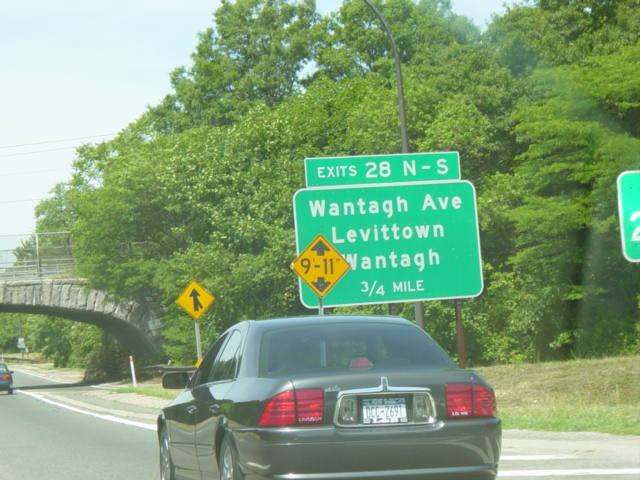 EXITS 28 N-S
Wantagh Ave
Levittown
Wantagh
3/4 MILE
9'-11"